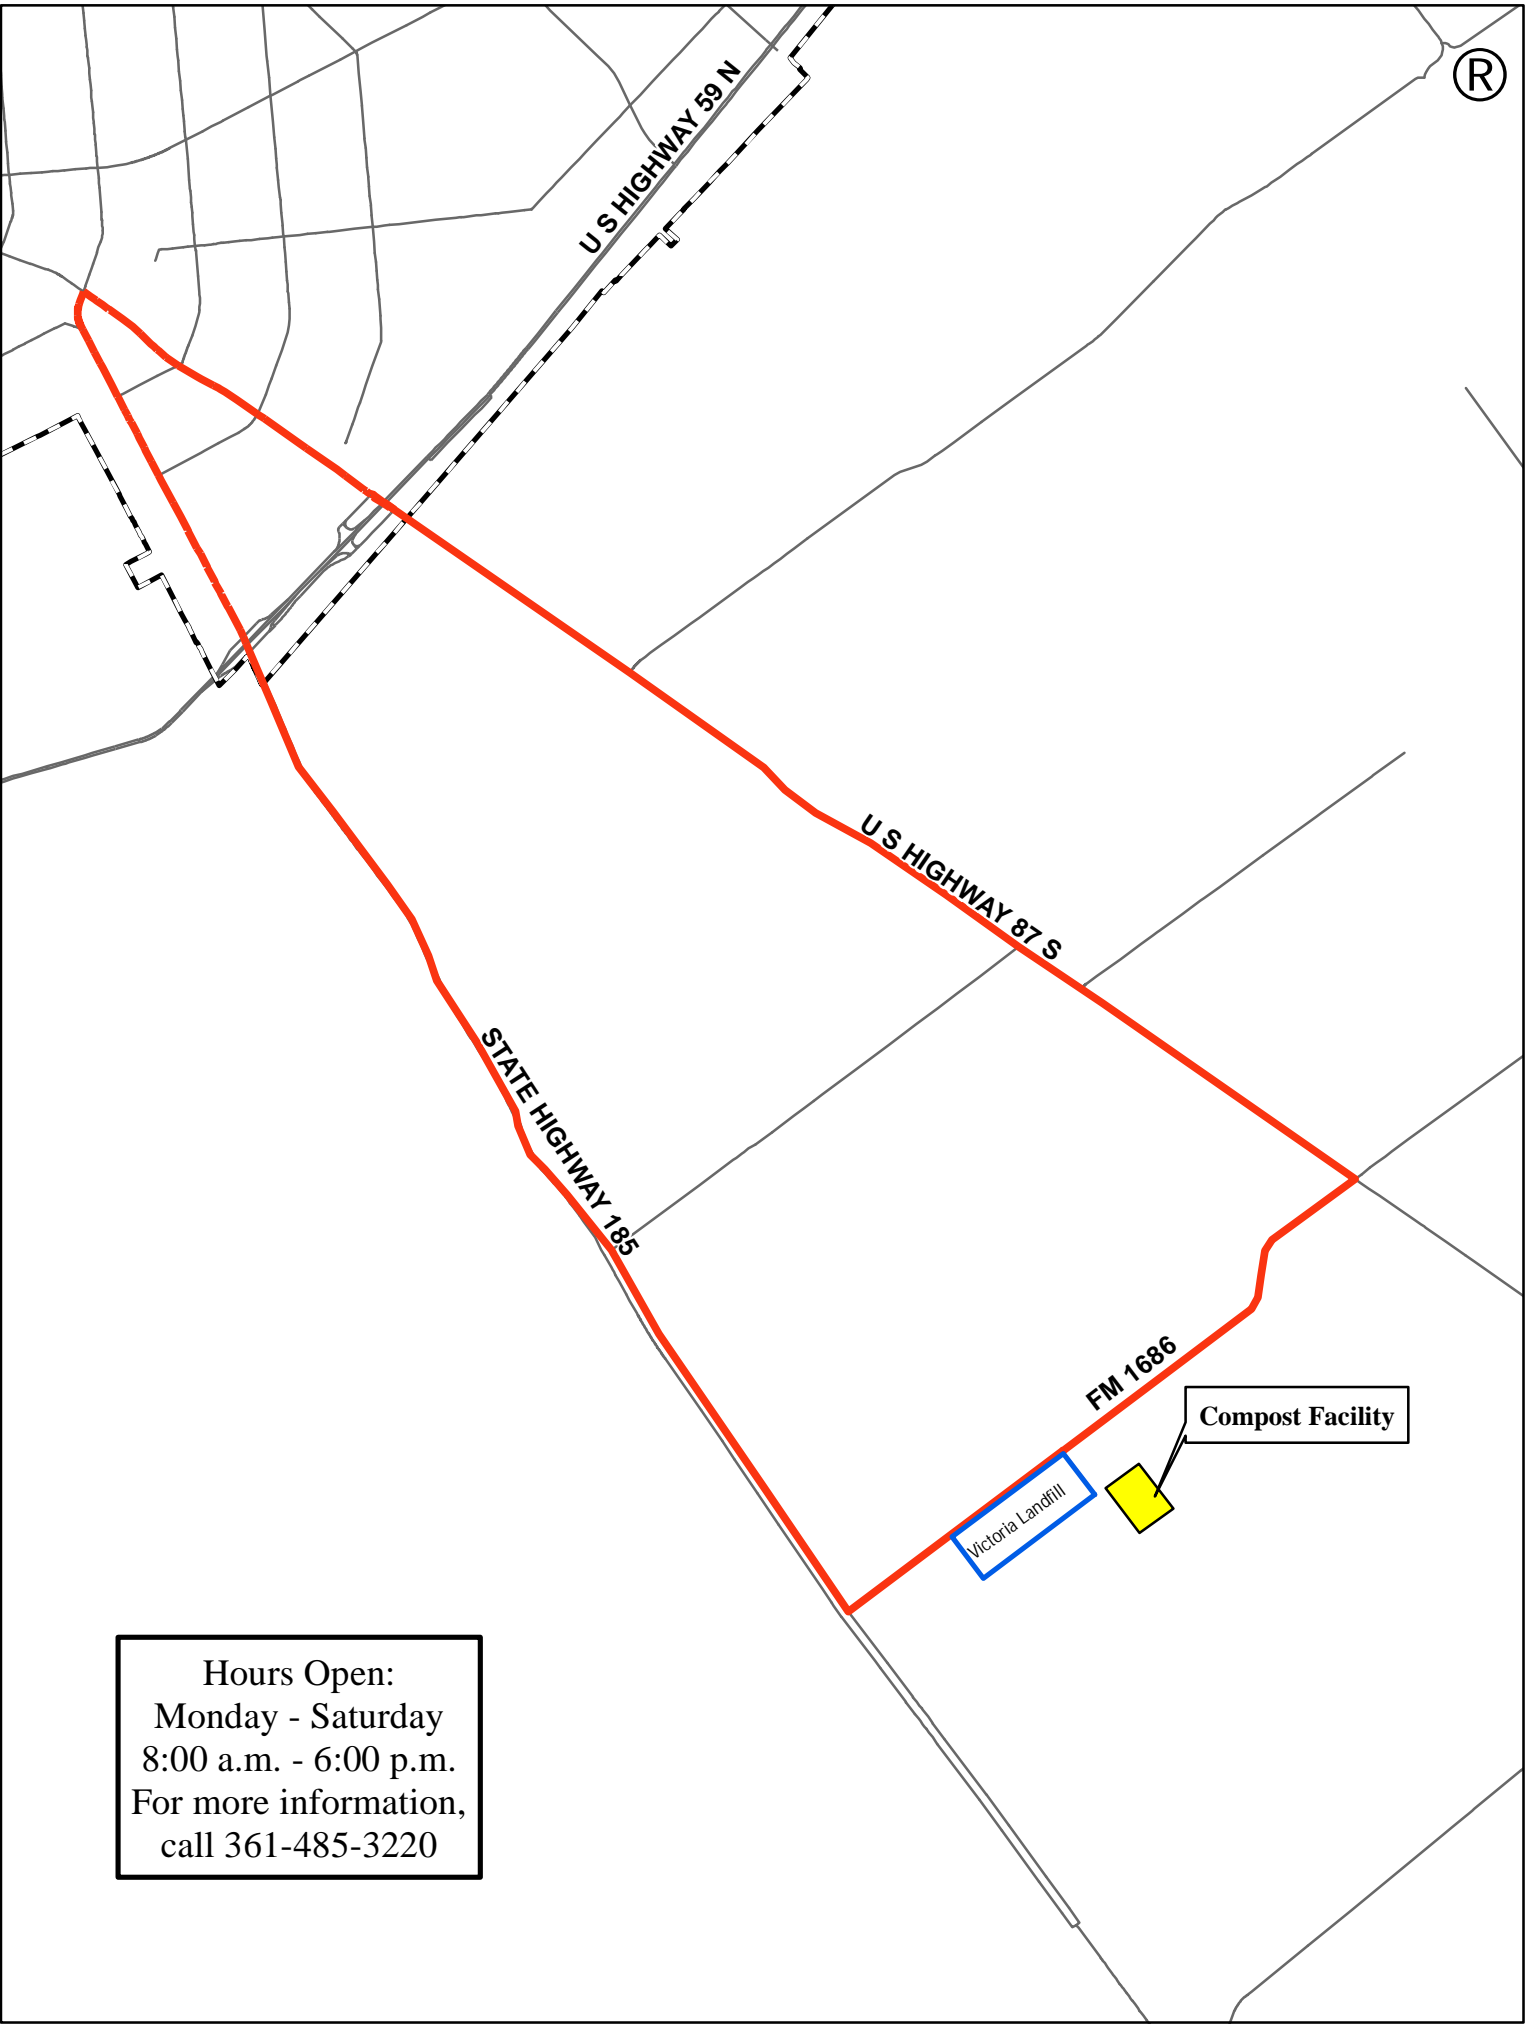 ®
U S HIGHWAY 59 N
U S HIGHWAY 87 S
STATE HIGHWAY 185
FM 1686
Compost Facility
Victoria Landfill
Hours Open:
Monday - Saturday
8:00 a.m. - 6:00 p.m.
For more information,
call 361-485-3220